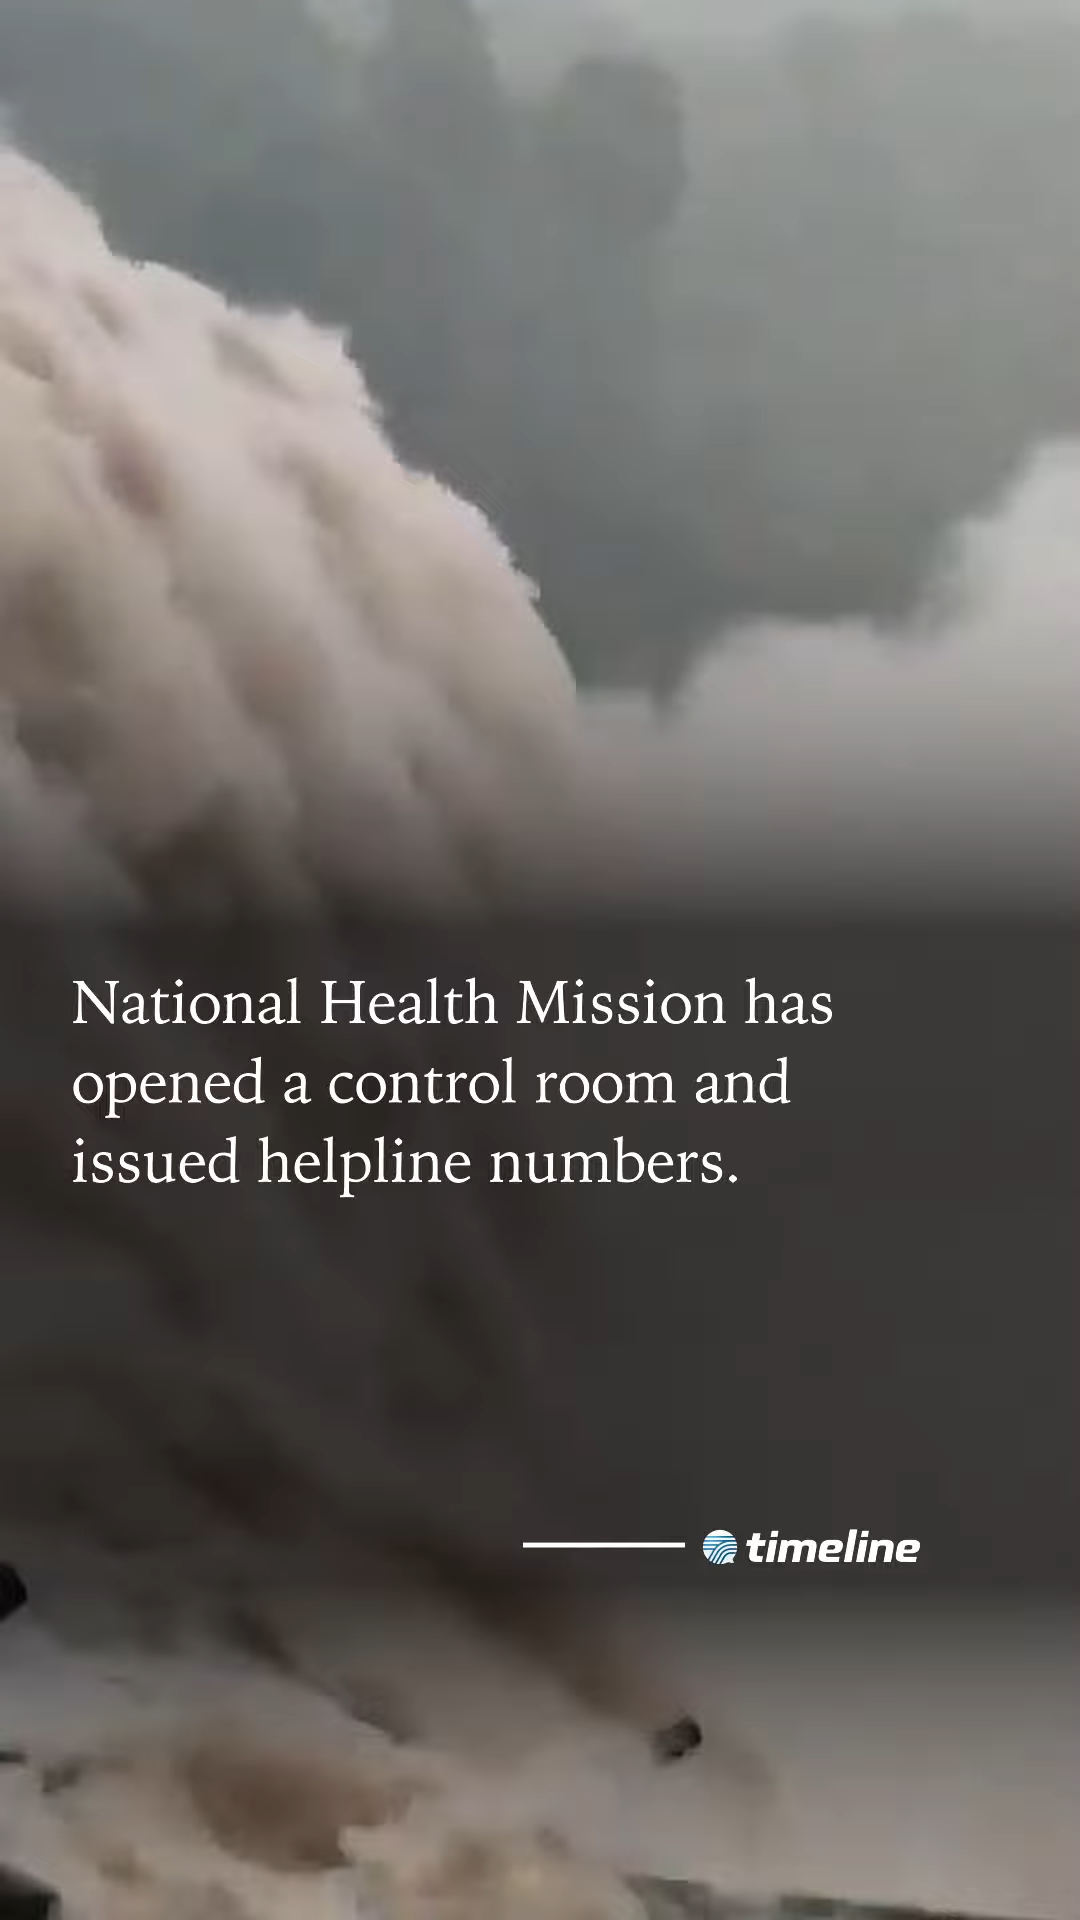 National Health Mission has
opened a control room and
issued helpline numbers.
timeline